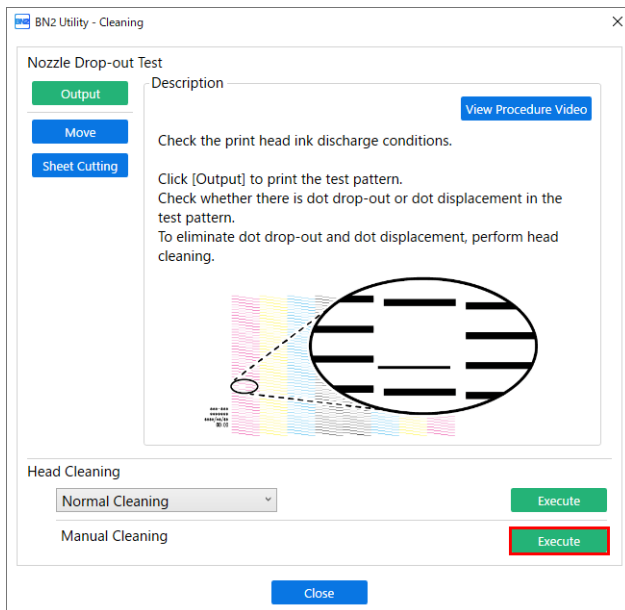 BN2 BN2 Utility - Cleaning
Nozzle Drop-out Test
Output
Move
Sheet Cutting
Description
View Procedure Video
Check the print head ink discharge conditions.
Click [Output] to print the test pattern.
Check whether there is dot drop-out or dot displacement in the
test pattern.
To eliminate dot drop-out and dot displacement, perform head
cleaning.
Head Cleaning
Normal Cleaning
Execute
Manual Cleaning
Execute
Close